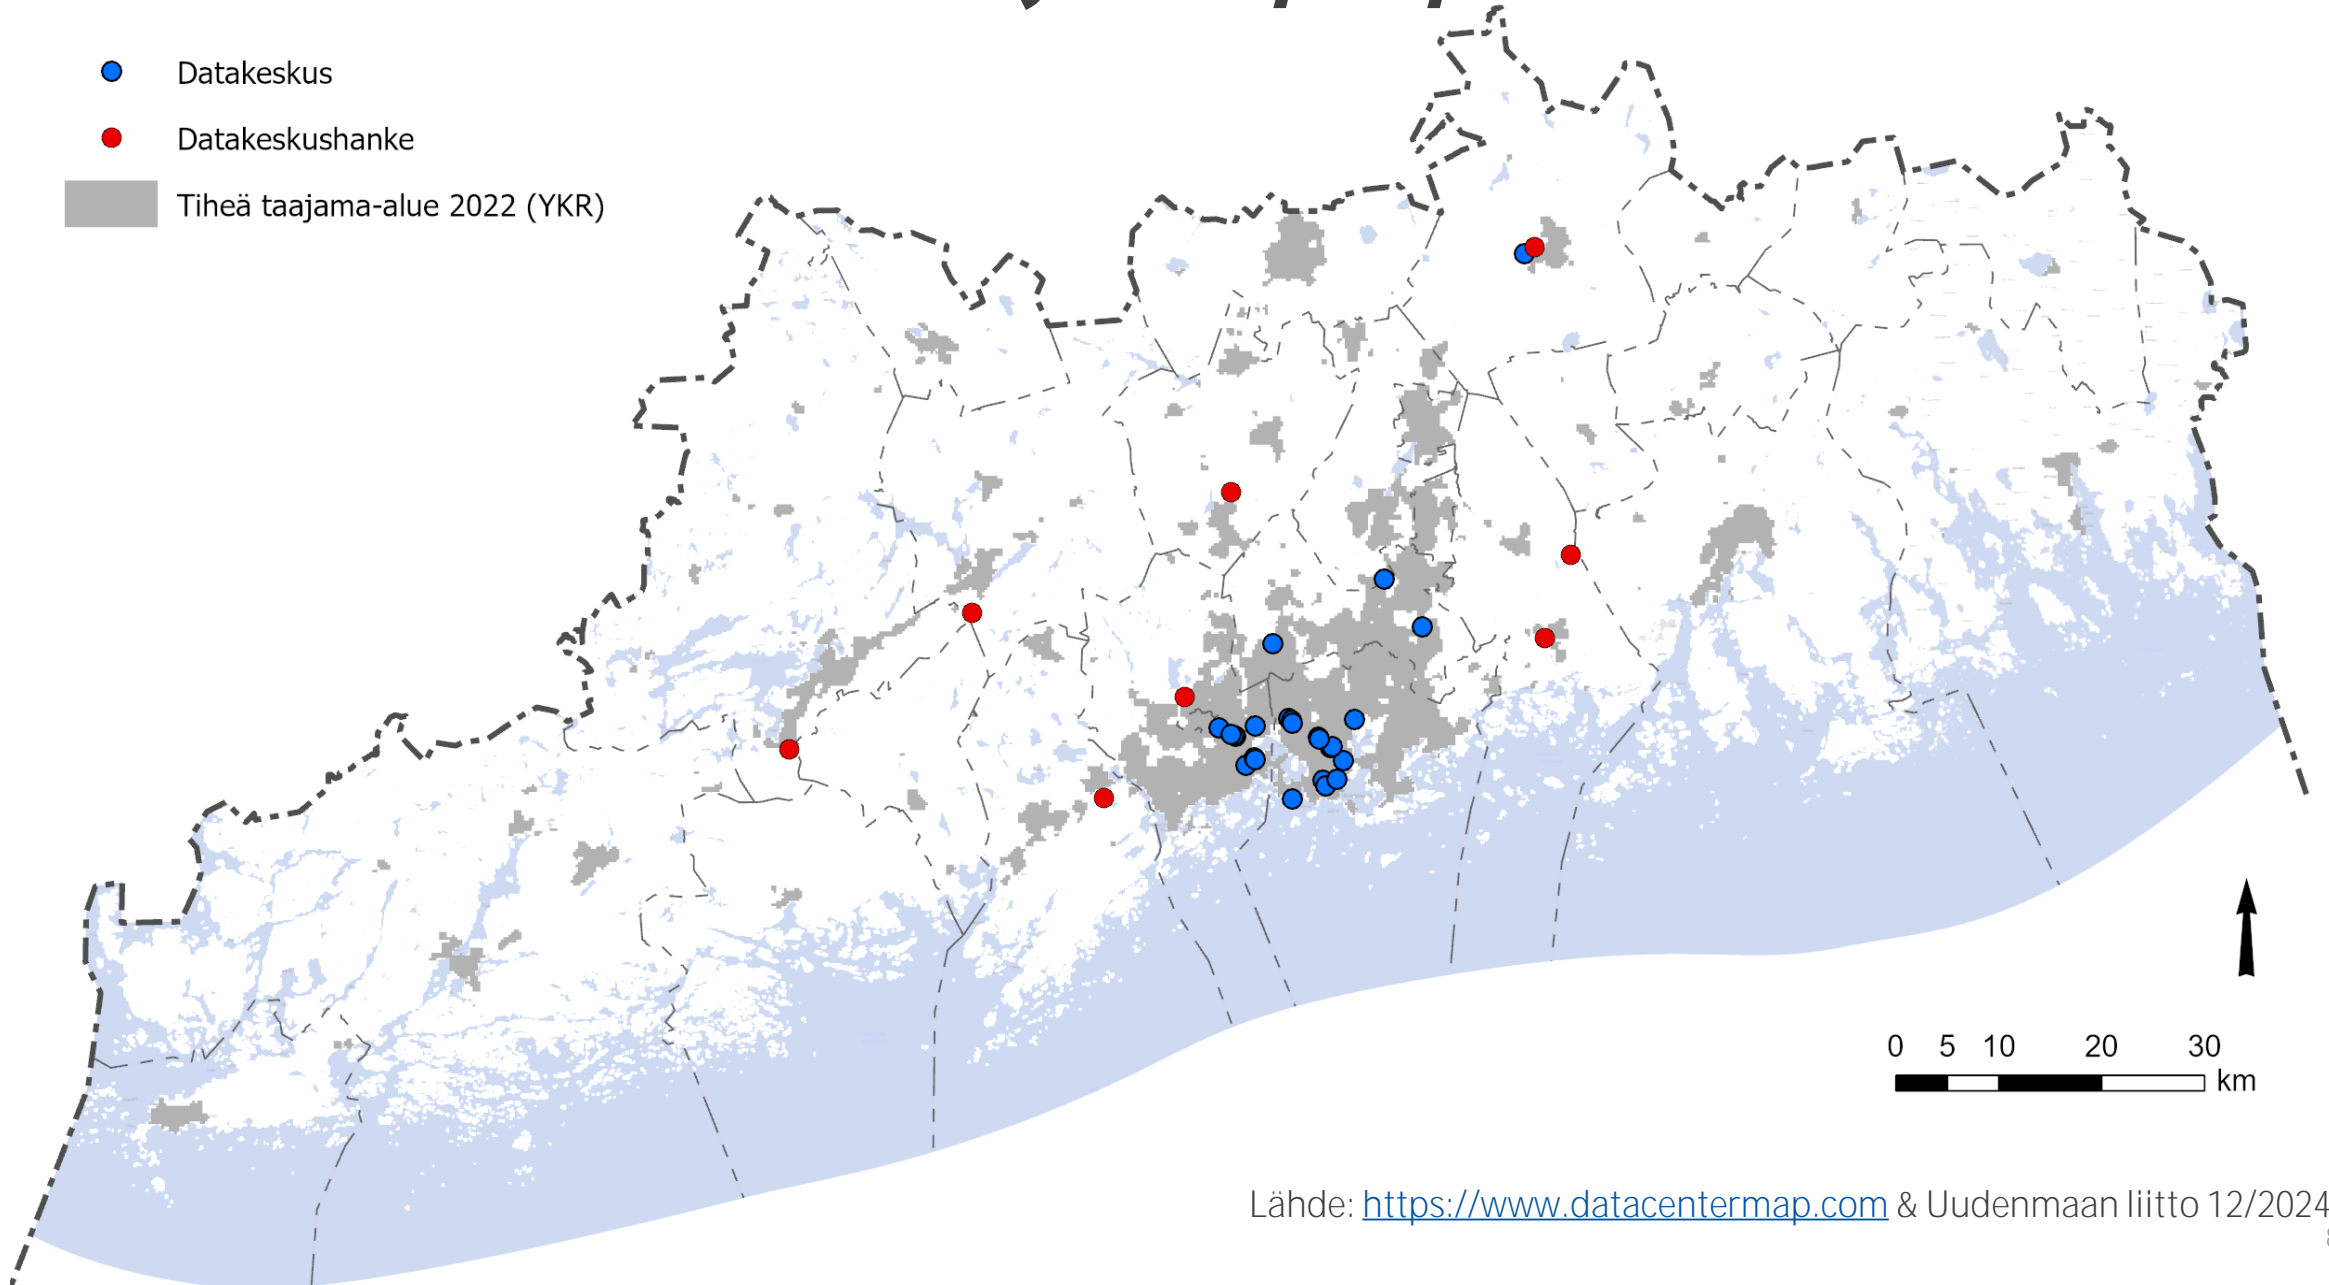 Datakeskus
Datakeskushanke
Tiheä taajama-alue 2022 (YKR)
0 5 10 20 30
km
Lähde: https://www.datacentermap.com & Uudenmaan liitto 12/2024